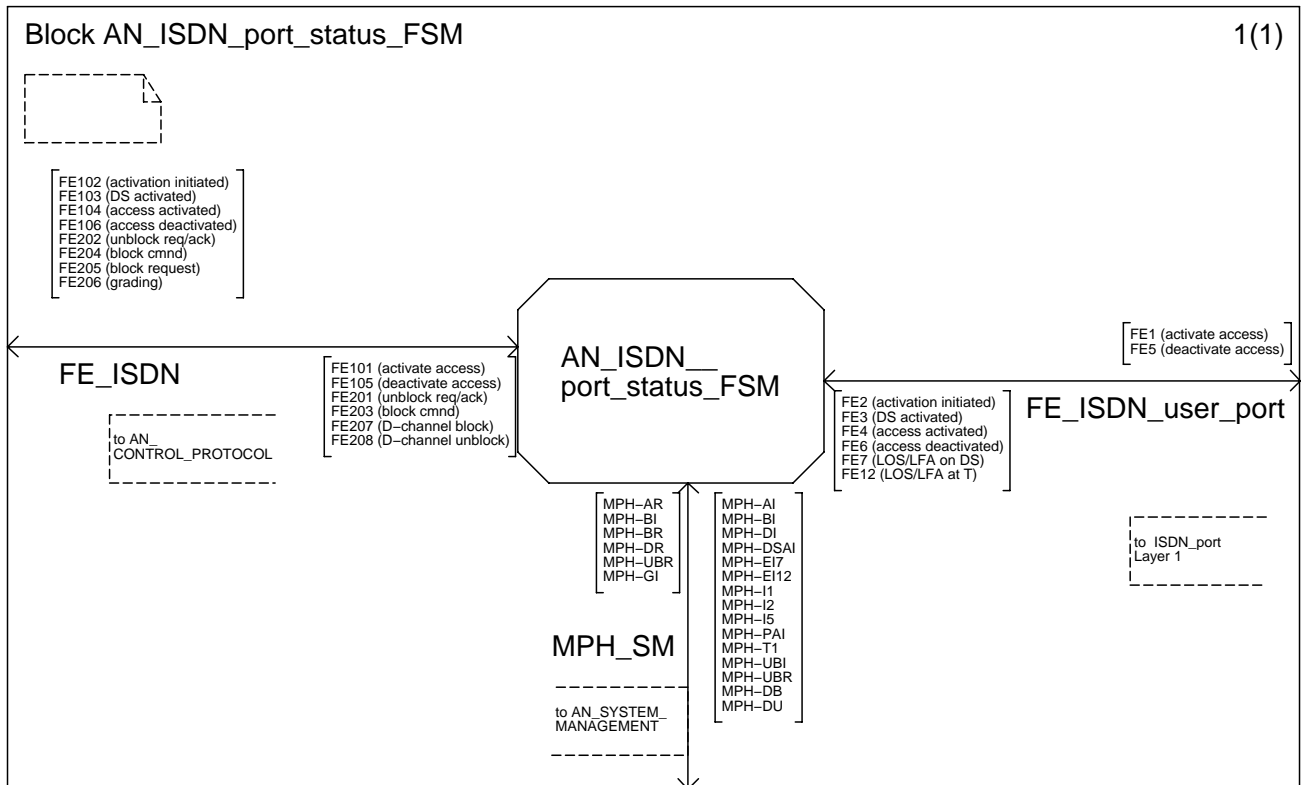 Block AN_ISDN_port_status_FSM
1(1)
FE102 (activation initiated)
FE103 (DS activated)
FE104 (access activated)
FE106 (access deactivated)
FE202 (unblock req/ack)
FE204 (block cmnd)
FE205 (block request)
FE206 (grading)
FE_ISDN
to AN_
CONTROL_PROTOCOL
FE101 (activate access)
FE105 (deactivate access)
FE201 (unblock req/ack)
FE203 (block cmnd)
FE207 (D−channel block)
FE208 (D−channel unblock)
AN_ISDN__
port_status_FSM
FE1 (activate access)
FE5 (deactivate access)
FE_ISDN_user_port
FE2 (activation initiated)
FE3 (DS activated)
FE4 (access activated)
FE6 (access deactivated)
FE7 (LOS/LFA on DS)
FE12 (LOS/LFA at T)
to ISDN_port
Layer 1
MPH−AR
MPH−BI
MPH−BR
MPH−DR
MPH−UBR
MPH−GI
MPH−AI
MPH−BI
MPH−DI
MPH−DSAI
MPH−EI7
MPH−EI12
MPH−I1
MPH−I2
MPH−I5
MPH−PAI
MPH−T1
MPH−UBI
MPH−UBR
MPH−DB
MPH−DU
MPH_SM
to AN_SYSTEM_
MANAGEMENT